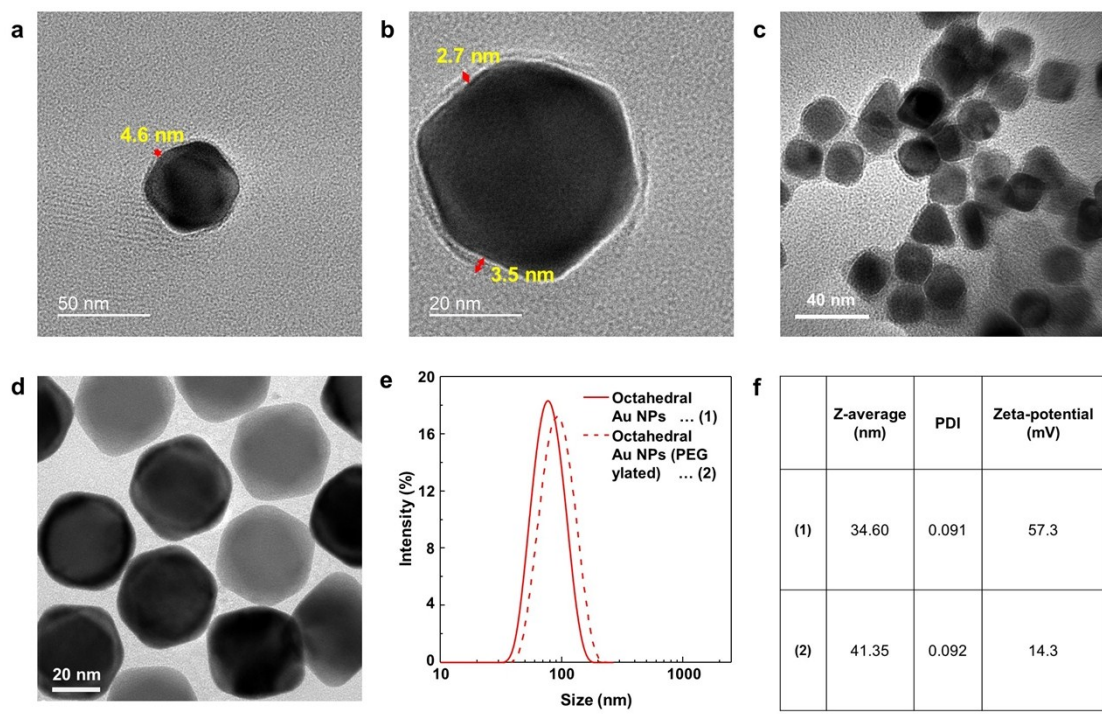 a
4.6 nm
50 nm
b
2.7 nm
3.5 nm
20 nm
c
40 nm
d
20 nm
e
20
16
12
8
4
0
Intensity (%)
10
100
1000
Size (nm)
Octahedral
Au NPs ... (1)
Octahedral
Au NPs (PEG
ylated) ... (2)
f
Z-average
(nm)
PDI
Zeta-potential
(mV)
(1) 34.60 0.091 57.3
(2) 41.35 0.092 14.3